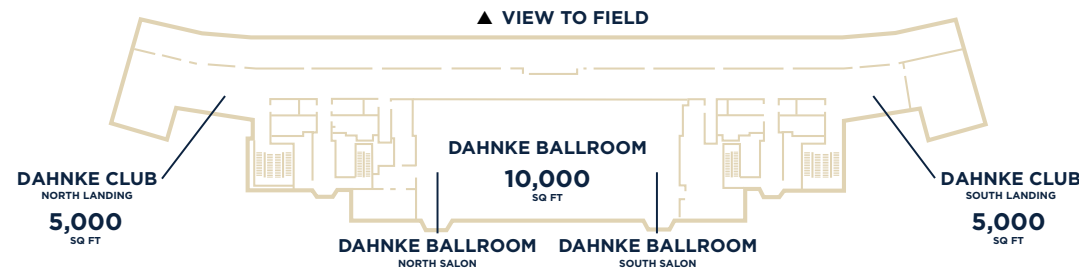 ▲ VIEW TO FIELD
DAHNKE BALLROOM
10,000
SQ FT
DAHNKE CLUB
NORTH LANDING
5,000
SQ FT
DAHNKE CLUB
SOUTH LANDING
5,000
SQ FT
DAHNKE BALLROOM
NORTH SALON
DAHNKE BALLROOM
SOUTH SALON